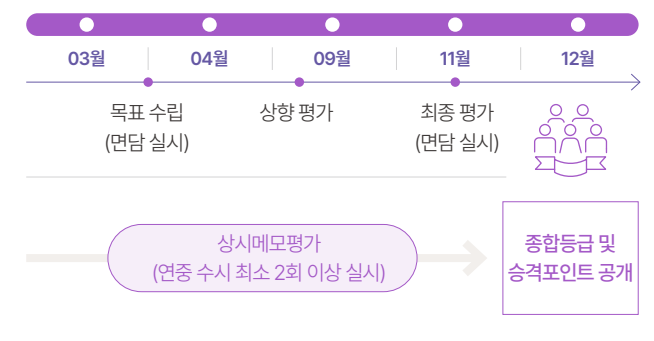 03월 04월 09월 11월 12월
목표 수립 상향 평가 최종 평가
(면담 실시) (면담 실시)
상시메모평가
(연중 수시 최소 2회 이상 실시)
종합등급 및
승격포인트 공개